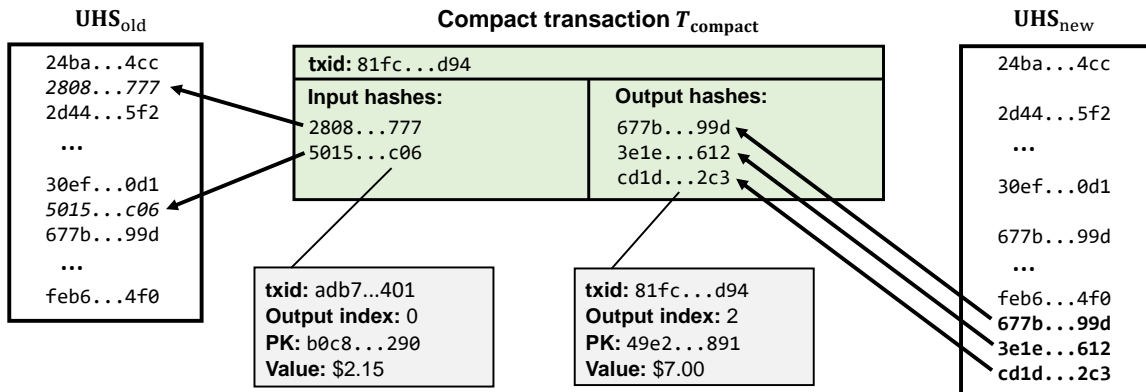 UHS_old
24ba...4cc
2808...777
2d44...5f2
...
30ef...0d1
5015...c06
677b...99d
...
feb6...4f0
Compact transaction T_compact
txid: 81fc...d94
Input hashes:
2808...777
5015...c06
Output hashes:
677b...99d
3e1e...612
cd1d...2c3
txid: adb7...401
Output index: 0
PK: b0c8...290
Value: $2.15
txid: 81fc...d94
Output index: 2
PK: 49e2...891
Value: $7.00
UHS_new
24ba...4cc
2d44...5f2
...
30ef...0d1
677b...99d
...
feb6...4f0
677b...99d
3e1e...612
cd1d...2c3